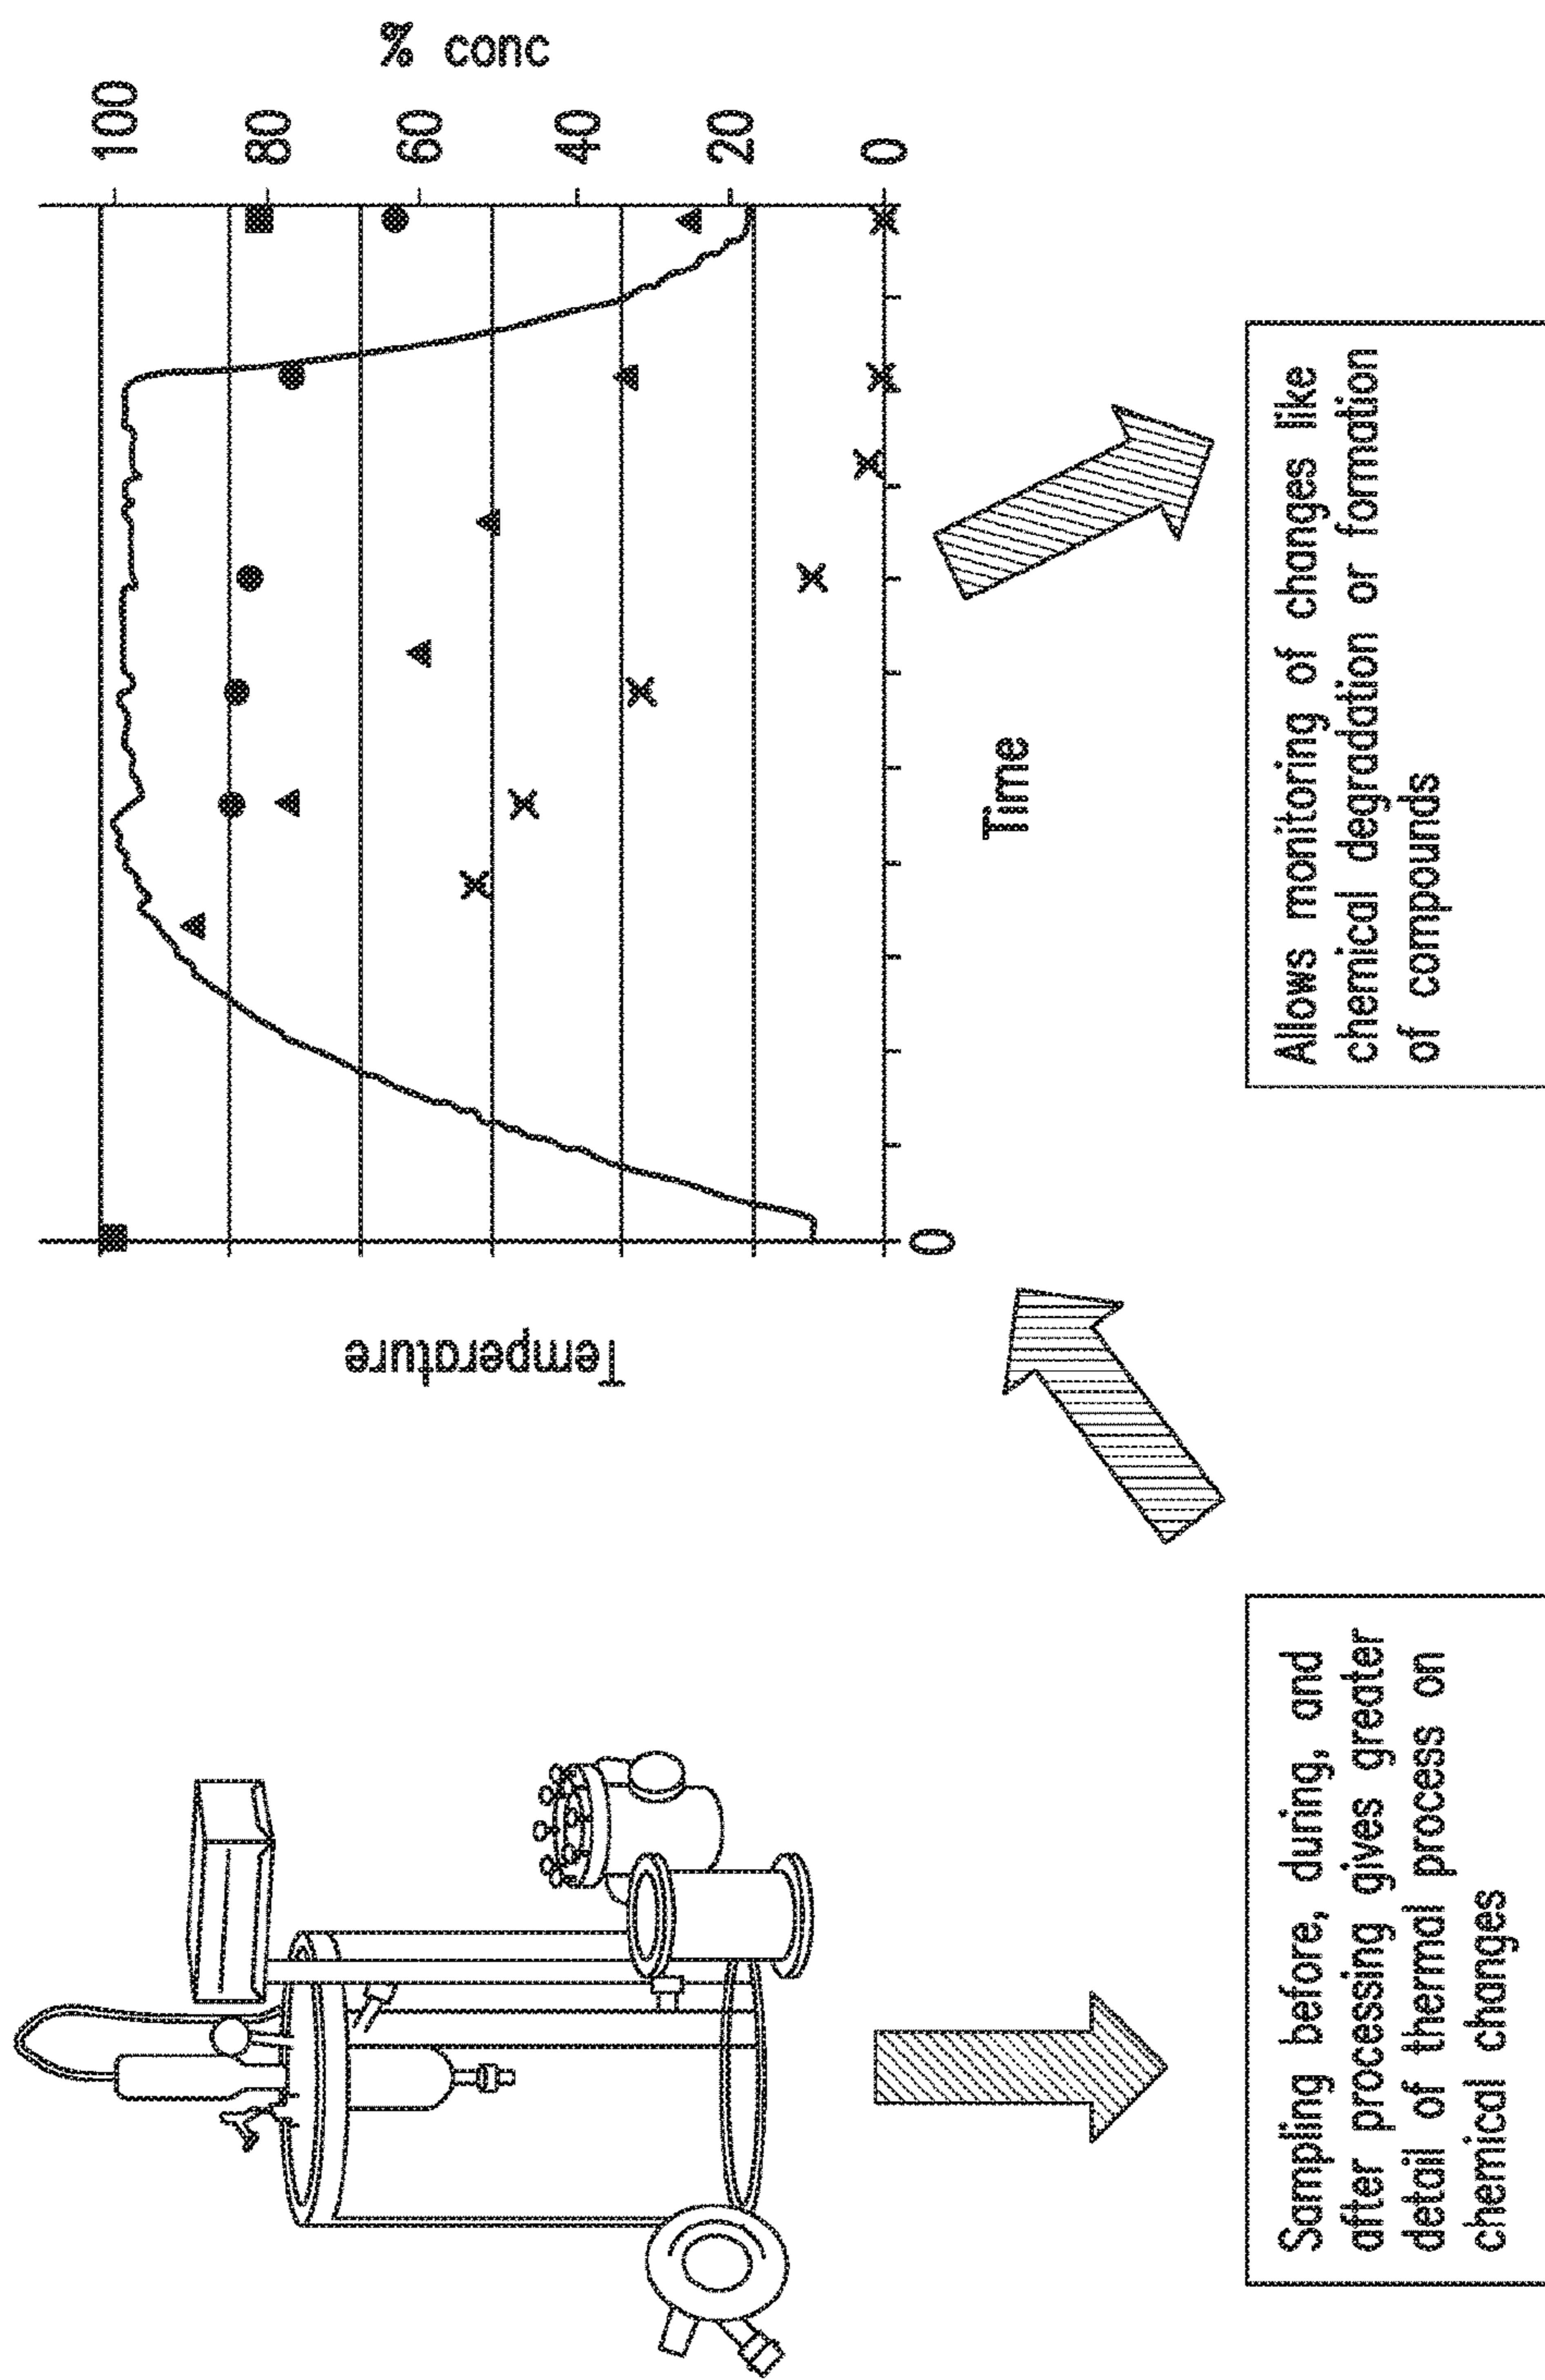 Temperature
% conc
100
80
60
40
20
0
0
Time
Sampling before, during, and
after processing gives greater
detail of thermal process on
chemical changes
Allows monitoring of changes like
chemical degradation or formation
of compounds